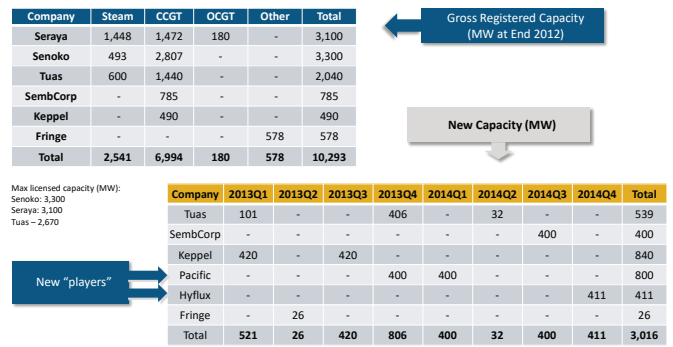 Company Steam CCGT OCGT Other Total
Seraya 1,448 1,472 180 - 3,100
Senoko 493 2,807 - - 3,300
Tuas 600 1,440 - - 2,040
SembCorp - 785 - - 785
Keppel - 490 - - 490
Fringe - - - 578 578
Total 2,541 6,994 180 578 10,293
Gross Registered Capacity
(MW at End 2012)
New Capacity (MW)
Max licensed capacity (MW):
Senoko: 3,300
Seraya: 3,100
Tuas – 2,670
New “players”
Company 2013Q1 2013Q2 2013Q3 2013Q4 2014Q1 2014Q2 2014Q3 2014Q4 Total
Tuas 101 - - 406 - 32 - - 539
SembCorp - - - - - - 400 - 400
Keppel 420 - 420 - - - - - 840
Pacific - - - 400 400 - - - 800
Hyflux - - - - - - - 411 411
Fringe - 26 - - - - - - 26
Total 521 26 420 806 400 32 400 411 3,016